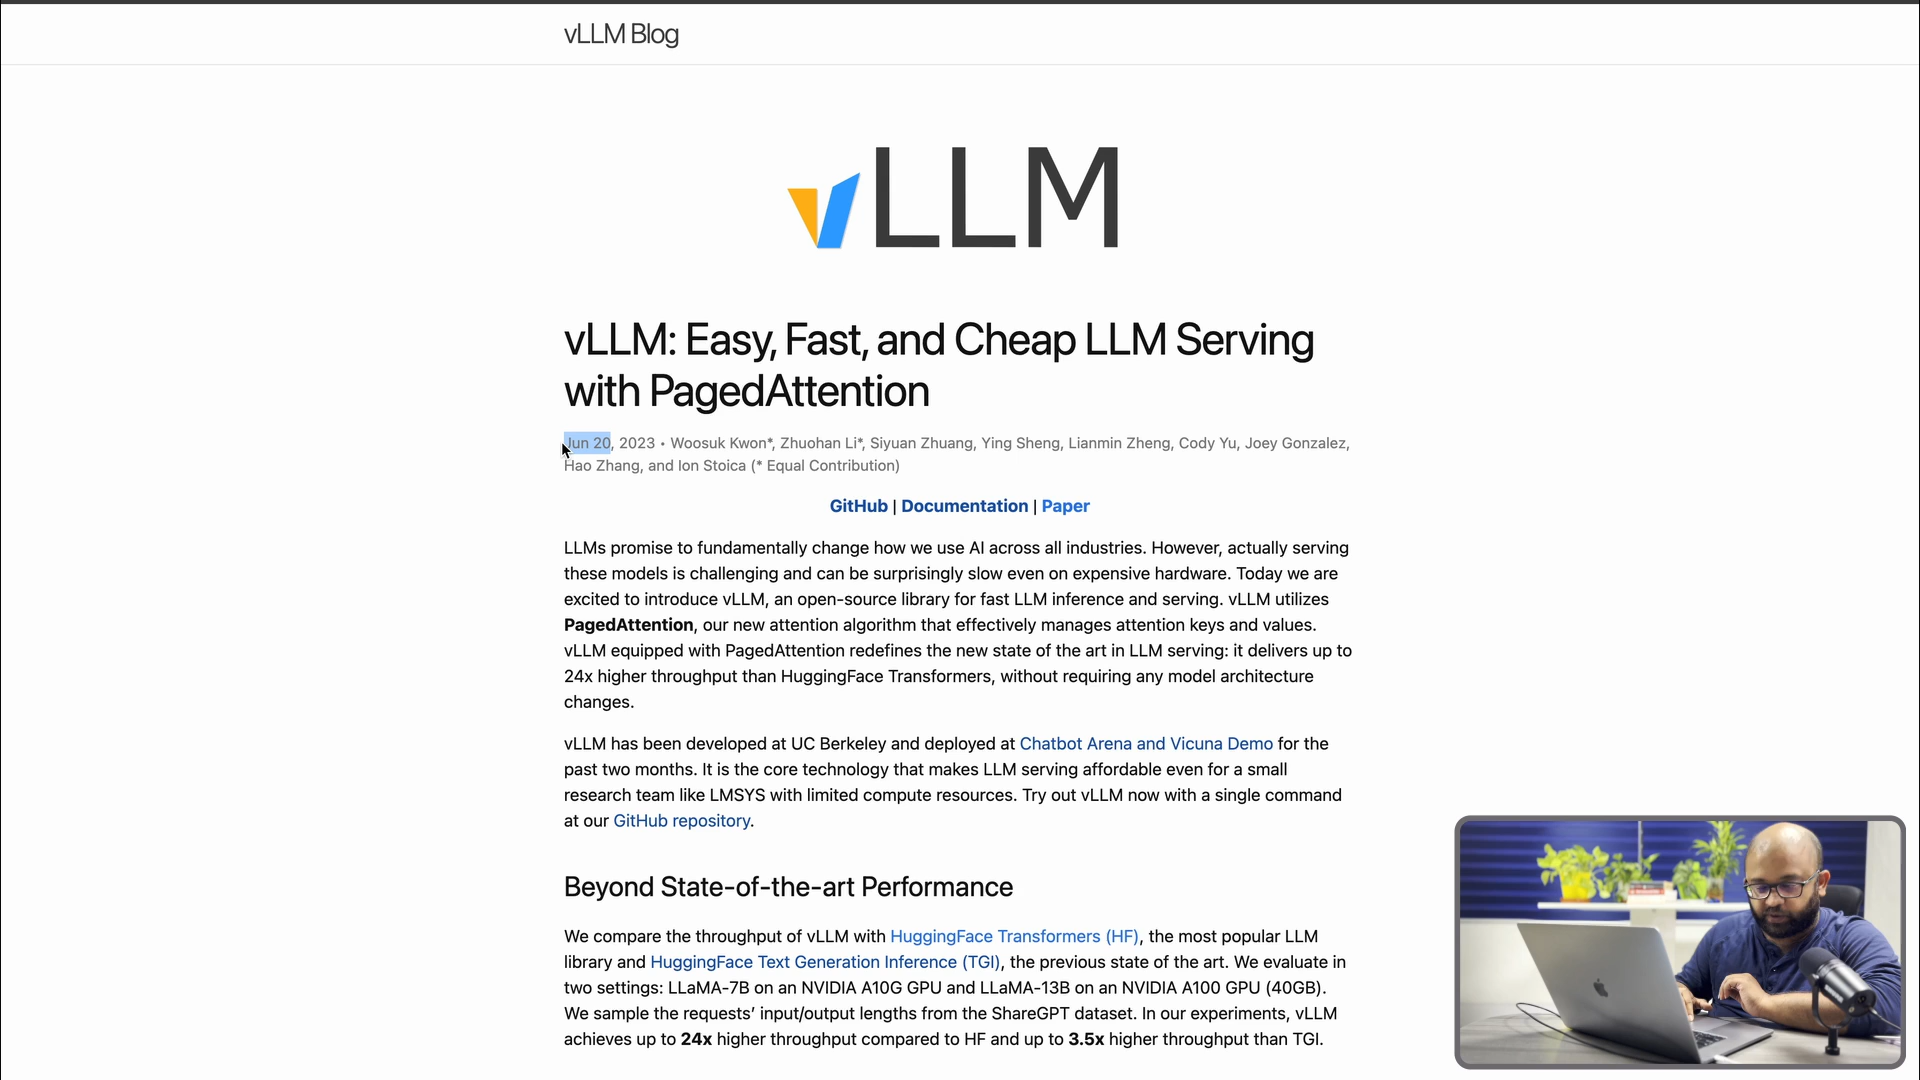 vLLM Blog
vLLM
vLLM: Easy, Fast, and Cheap LLM Serving
with PagedAttention
Jun 20, 2023 • Woosuk Kwon*, Zhuohan Li*, Siyuan Zhuang, Ying Sheng, Lianmin Zheng, Cody Yu, Joey Gonzalez,
Hao Zhang, and Ion Stoica (* Equal Contribution)
GitHub | Documentation | Paper
LLMs promise to fundamentally change how we use AI across all industries. However, actually serving
these models is challenging and can be surprisingly slow even on expensive hardware. Today we are
excited to introduce vLLM, an open-source library for fast LLM inference and serving. vLLM utilizes
PagedAttention, our new attention algorithm that effectively manages attention keys and values.
vLLM equipped with PagedAttention redefines the new state of the art in LLM serving: it delivers up to
24x higher throughput than HuggingFace Transformers, without requiring any model architecture
changes.
vLLM has been developed at UC Berkeley and deployed at Chatbot Arena and Vicuna Demo for the
past two months. It is the core technology that makes LLM serving affordable even for a small
research team like LMSYS with limited compute resources. Try out vLLM now with a single command
at our GitHub repository.
Beyond State-of-the-art Performance
We compare the throughput of vLLM with HuggingFace Transformers (HF), the most popular LLM
library and HuggingFace Text Generation Inference (TGI), the previous state of the art. We evaluate in
two settings: LLaMA-7B on an NVIDIA A10G GPU and LLaMA-13B on an NVIDIA A100 GPU (40GB).
We sample the requests’ input/output lengths from the ShareGPT dataset. In our experiments, vLLM
achieves up to 24x higher throughput compared to HF and up to 3.5x higher throughput than TGI.